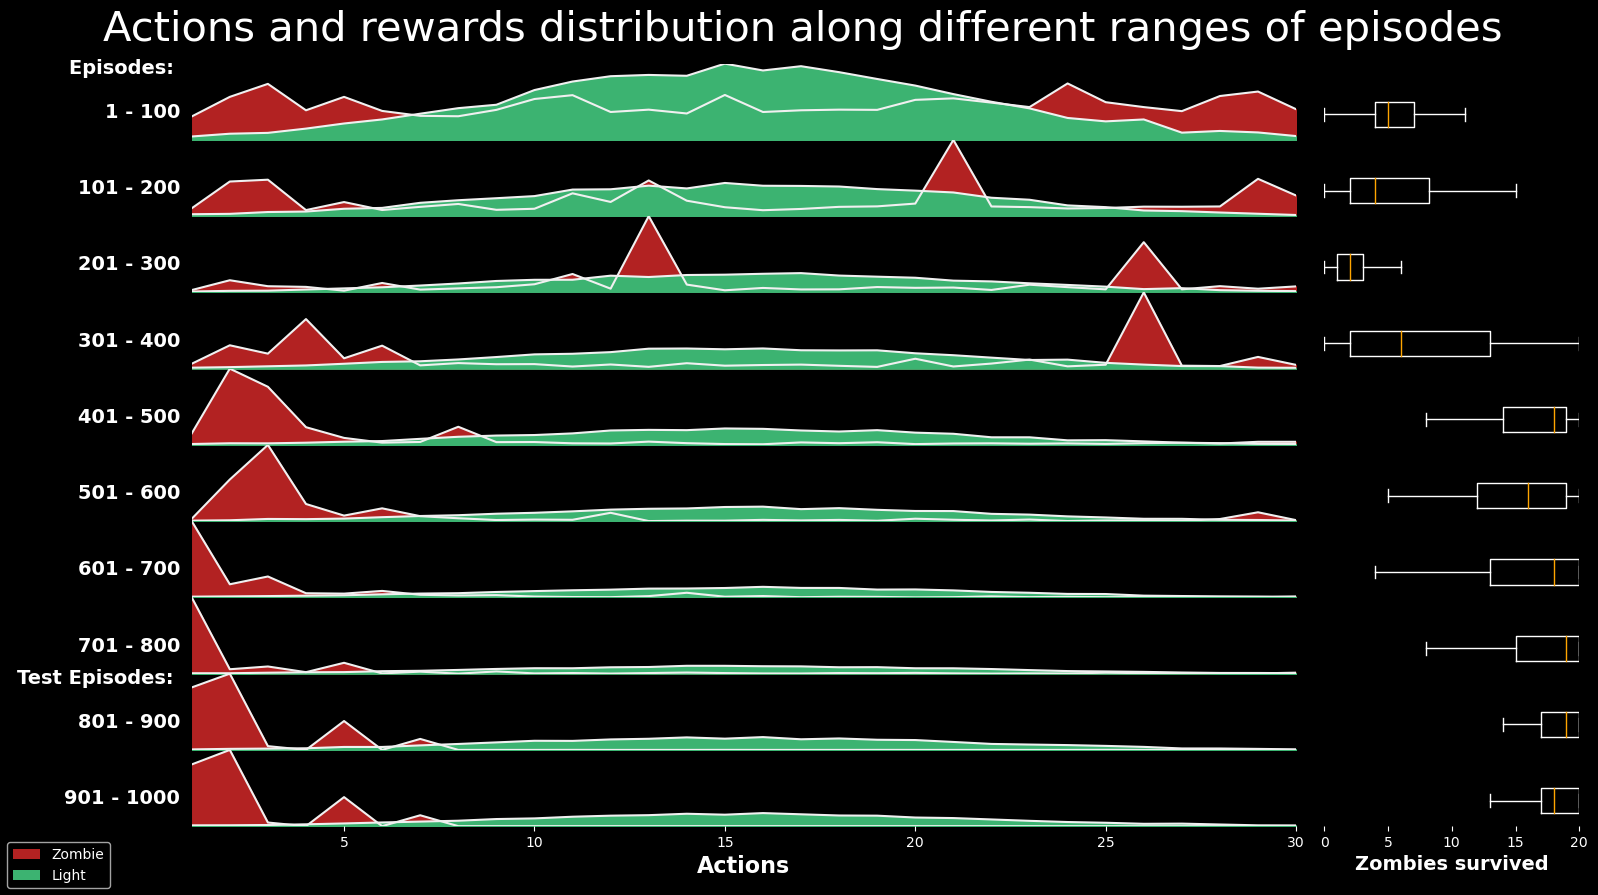 Actions and rewards distribution along different ranges of episodes
Episodes:
1 - 100
101 - 200
201 - 300
301 - 400
401 - 500
501 - 600
601 - 700
701 - 800
Test Episodes:
801 - 900
901 - 1000
5 10 15 20 25 30
0 5 10 15 20
Actions
Zombies survived
Zombie
Light